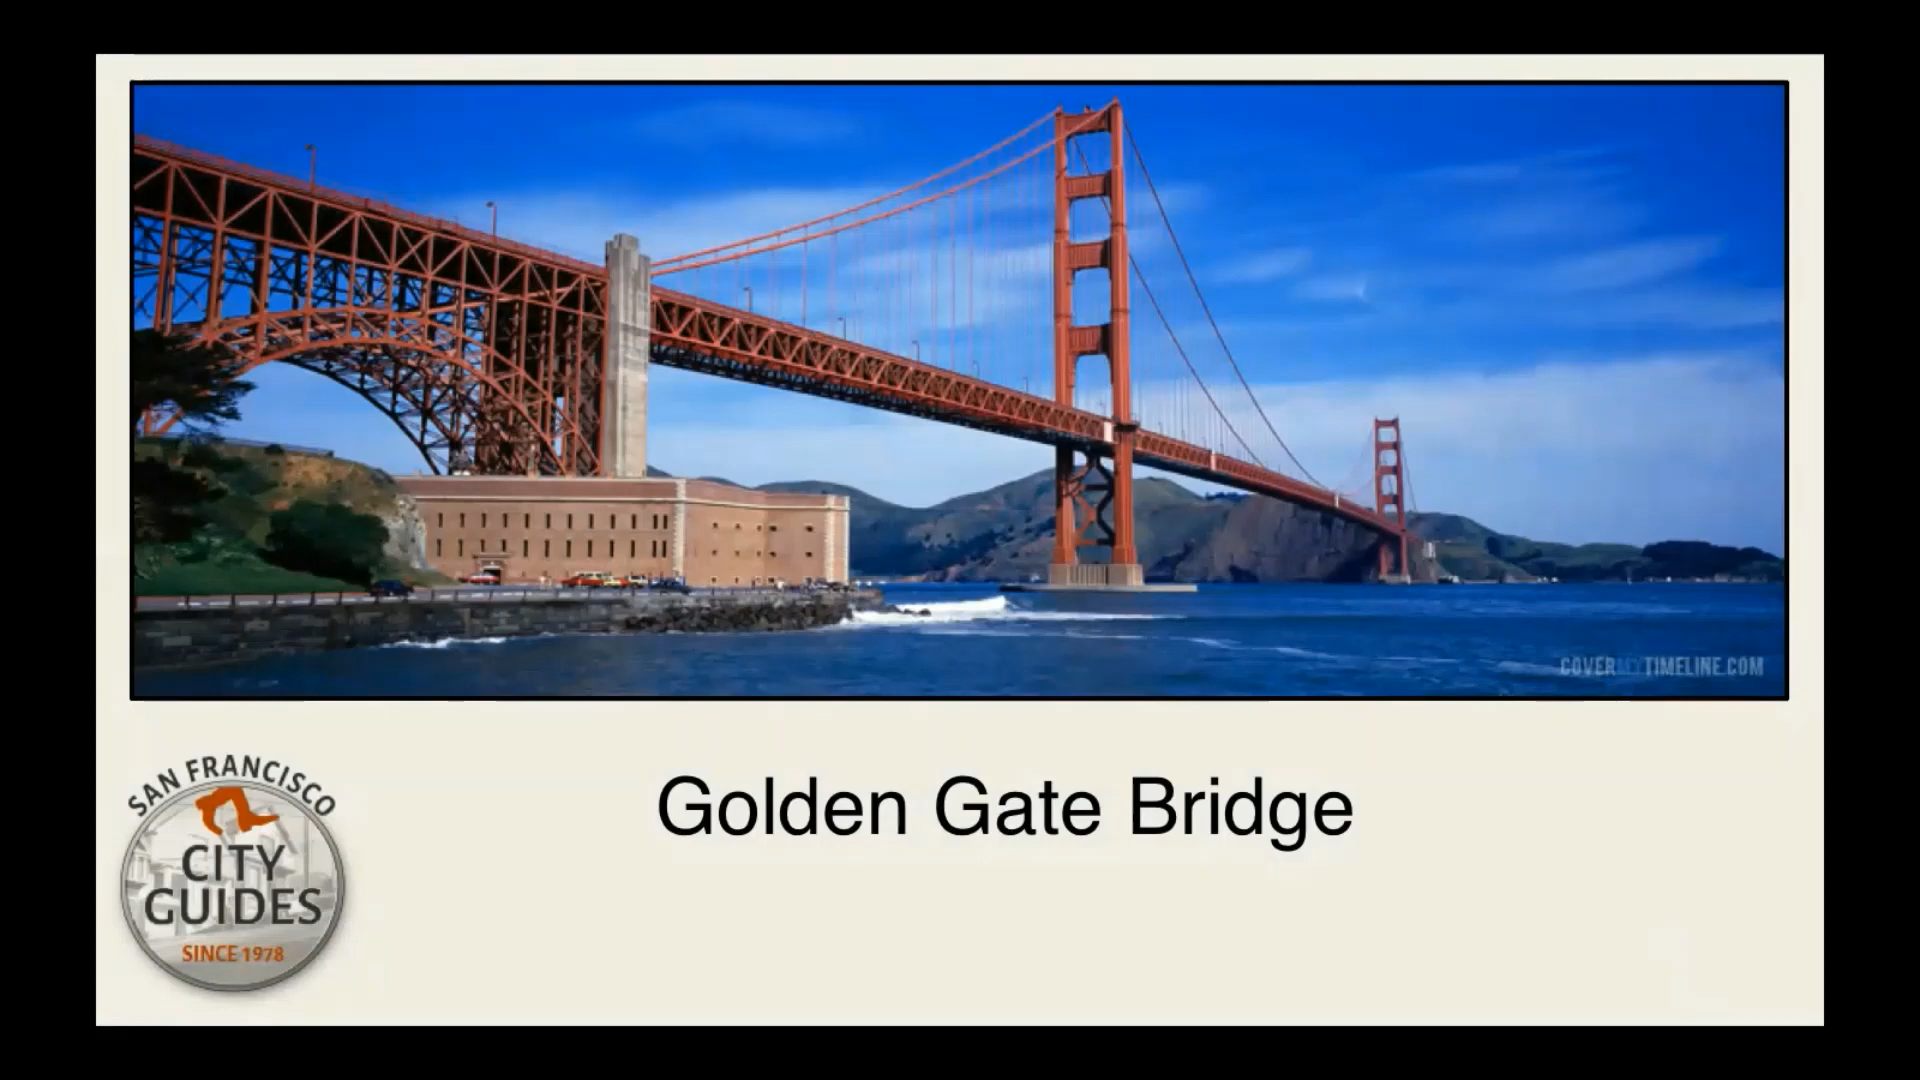 COVERMYTIMELINE.COM
Golden Gate Bridge
SAN FRANCISCO
CITY
GUIDES
SINCE 1978